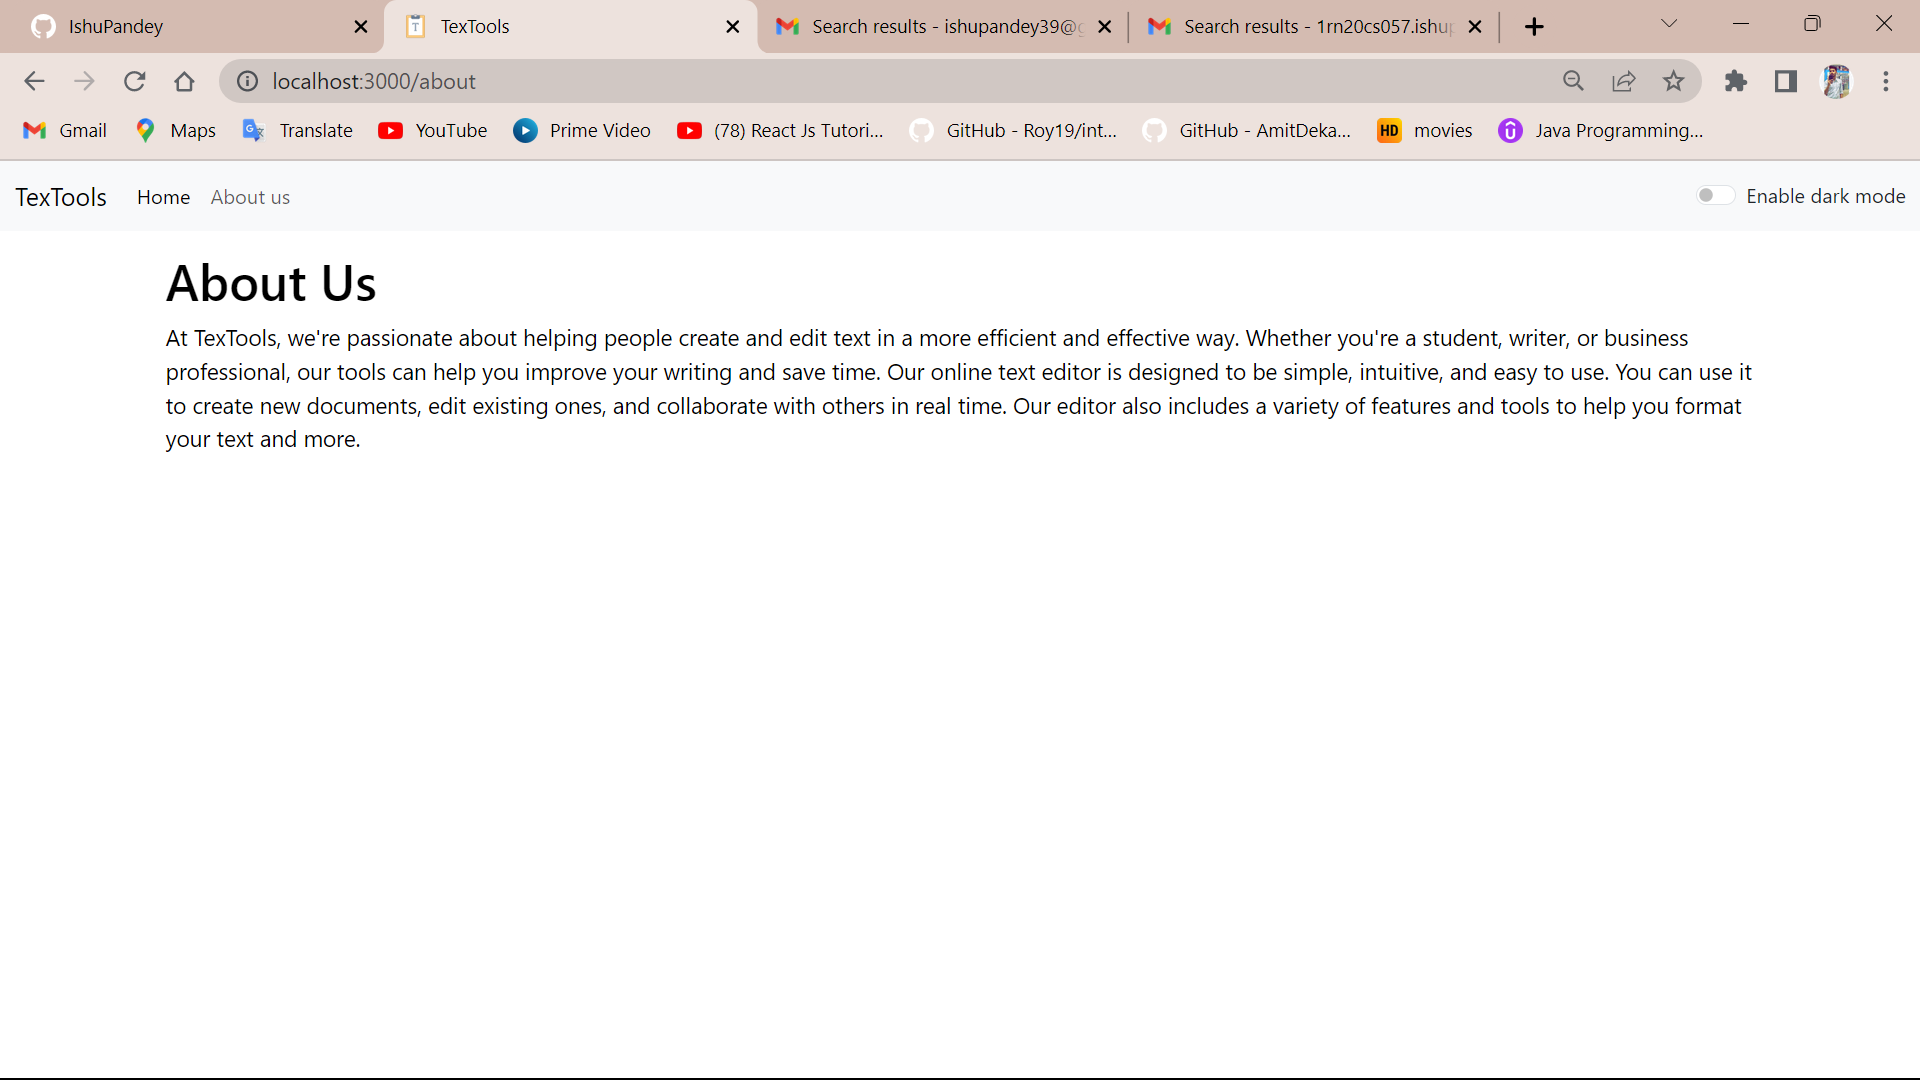 IshuPandey
TexTools
Search results - ishupandey39@g
Search results - 1rn20cs057.ishup
localhost:3000/about
Gmail
Maps
Translate
YouTube
Prime Video
(78) React Js Tutori...
GitHub - Roy19/int...
GitHub - AmitDeka...
HD movies
Java Programming...
TexTools Home About us Enable dark mode
About Us
At TexTools, we're passionate about helping people create and edit text in a more efficient and effective way. Whether you're a student, writer, or business
professional, our tools can help you improve your writing and save time. Our online text editor is designed to be simple, intuitive, and easy to use. You can use it
to create new documents, edit existing ones, and collaborate with others in real time. Our editor also includes a variety of features and tools to help you format
your text and more.